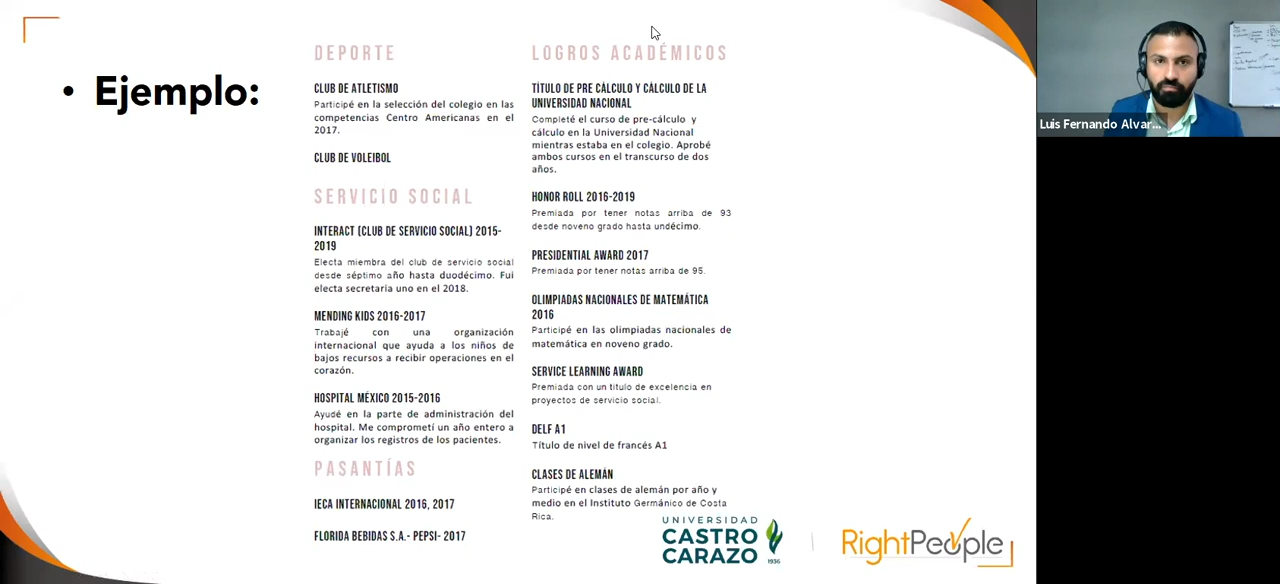 • Ejemplo:
DEPORTE
CLUB DE ATLETISMO
Participé en la selección del colegio en las
competencias Centro Americanas en el
2017.
CLUB DE VOLEIBOL
SERVICIO SOCIAL
INTERACT (CLUB DE SERVICIO SOCIAL) 2015-
2019
Electa miembra del club de servicio social
desde séptimo año hasta duodécimo. Fui
electa secretaria uno en el 2018.
MENDING KIDS 2016-2017
Trabajé con una organización
internacional que ayuda a los niños de
bajos recursos a recibir operaciones en el
corazón.
HOSPITAL MÉXICO 2015-2016
Ayudé en la parte de administración del
hospital. Me comprometí un año entero a
organizar los registros de los pacientes.
PASANTÍAS
IECA INTERNACIONAL 2016, 2017
FLORIDA BEBIDAS S.A.- PEPSI- 2017
LOGROS ACADÉMICOS
TÍTULO DE PRE CÁLCULO Y CÁLCULO DE LA
UNIVERSIDAD NACIONAL
Completé el curso de pre-cálculo y
cálculo en la Universidad Nacional
mientras estaba en el colegio. Aprobé
ambos cursos en el transcurso de dos
años.
HONOR ROLL 2016-2019
Premiada por tener notas arriba de 93
desde noveno grado hasta undécimo.
PRESIDENTIAL AWARD 2017
Premiada por tener notas arriba de 95.
OLIMPIADAS NACIONALES DE MATEMÁTICA
2016
Participé en las olimpiadas nacionales de
matemática en noveno grado.
SERVICE LEARNING AWARD
Premiada con un título de excelencia en
proyectos de servicio social.
DELF A1
Título de nivel de francés A1
CLASES DE ALEMÁN
Participé en clases de alemán por año y
medio en el Instituto Germánico de Costa
Rica.
UNIVERSIDAD
CASTRO
CARAZO
1936
RightPeople
Luis Fernando Alvar...